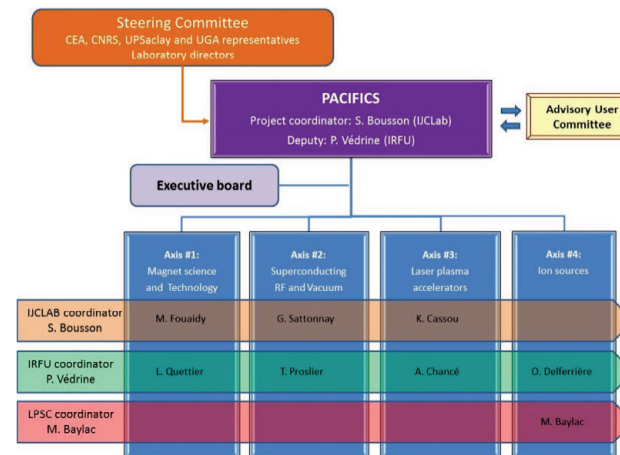 Steering Committee
CEA, CNRS, UPSaclay and UGA representatives
Laboratory directors
PACIFICS
Project coordinator: S. Bousson (IJCLab)
Deputy: P. Védrine (IRFU)
Advisory User
Committee
Executive board
Axis #1:
Magnet science
and Technology
Axis #2:
Superconducting
RF and Vacuum
Axis #3:
Laser plasma
accelerators
Axis #4:
Ion sources
IJCLAB coordinator
S. Bousson
M. Fouaidy
G. Sattonnay
K. Cassou
IRFU coordinator
P. Védrine
L. Quettier
T. Proslier
A. Chancé
O. Delferrière
LPSC coordinator
M. Baylac
M. Baylac